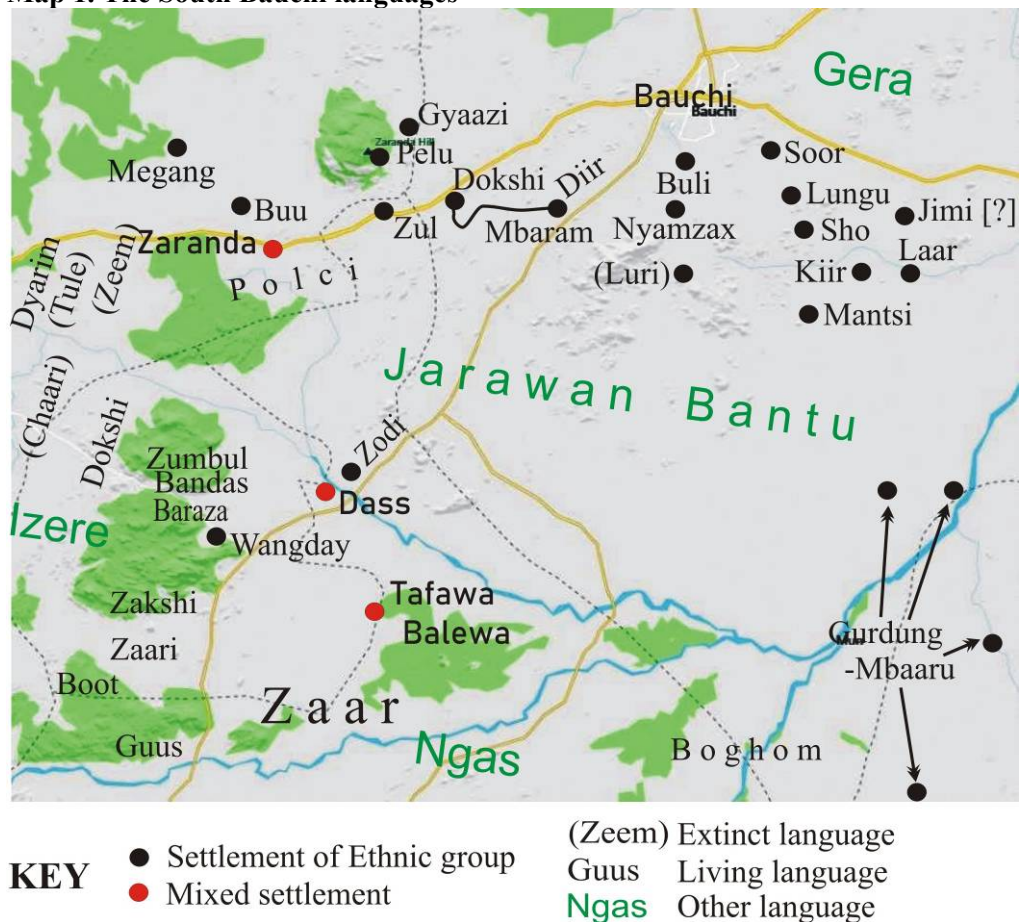 Map 1. The South Bauchi languages
Gera
Bauchi
Bauchi
Gyaazi
Zaranda Hill
Pelu
Megang
Soor
Dokshi
Diir
Buli
Lungu
Buu
Zul
Mbaram
Nyamzax
Jimi [?]
Sho
Zaranda
Laar
Polci
(Luri)
Kiir
Dyarim
(Tule)
(Zeem)
Mantsi
Jarawan Bantu
(Chaari)
Dokshi
Zodi
Zumbul
Bandas
Baraza
Dass
Izere
Wangday
Zakshi
Tafawa
Balewa
Gurdung
-Mbaaru
Zaari
Boot
Zaar
Guus
Ngas
Boghom
KEY
Settlement of Ethnic group
Mixed settlement
(Zeem) Extinct language
Guus Living language
Ngas Other language